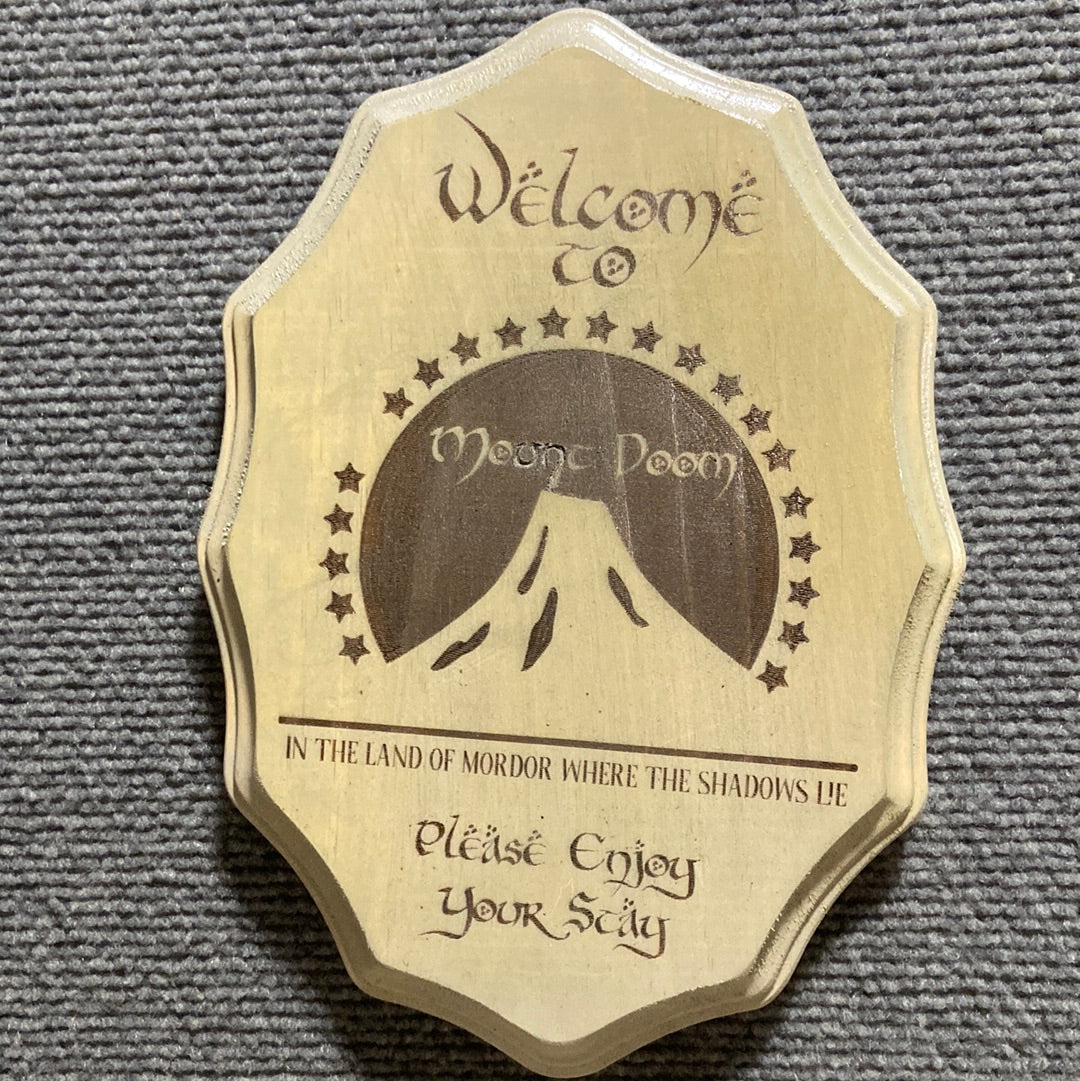 Welcome
to
Mount Doom
IN THE LAND OF MORDOR WHERE THE SHADOWS LIE
Please Enjoy
Your Stay